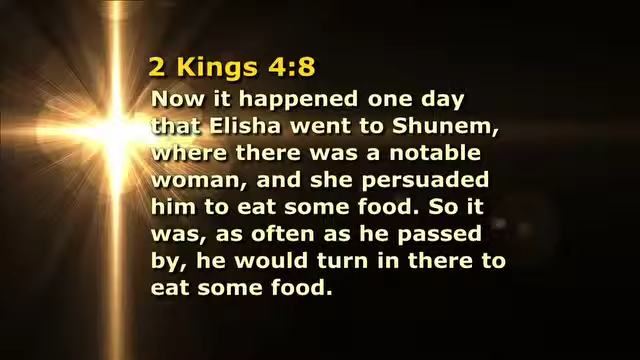 2 Kings 4:8
Now it happened one day
that Elisha went to Shunem,
where there was a notable
woman, and she persuaded
him to eat some food. So it
was, as often as he passed
by, he would turn in there to
eat some food.